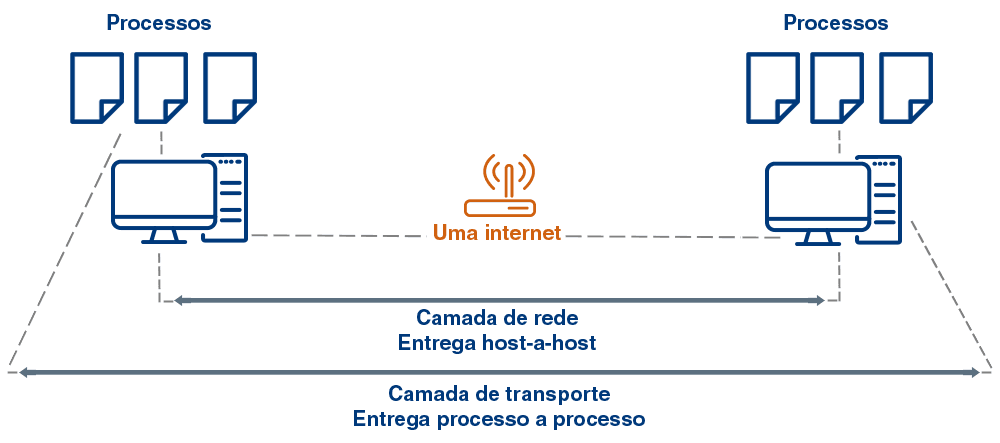 Processos
Processos
Uma internet
Camada de rede
Entrega host-a-host
Camada de transporte
Entrega processo a processo